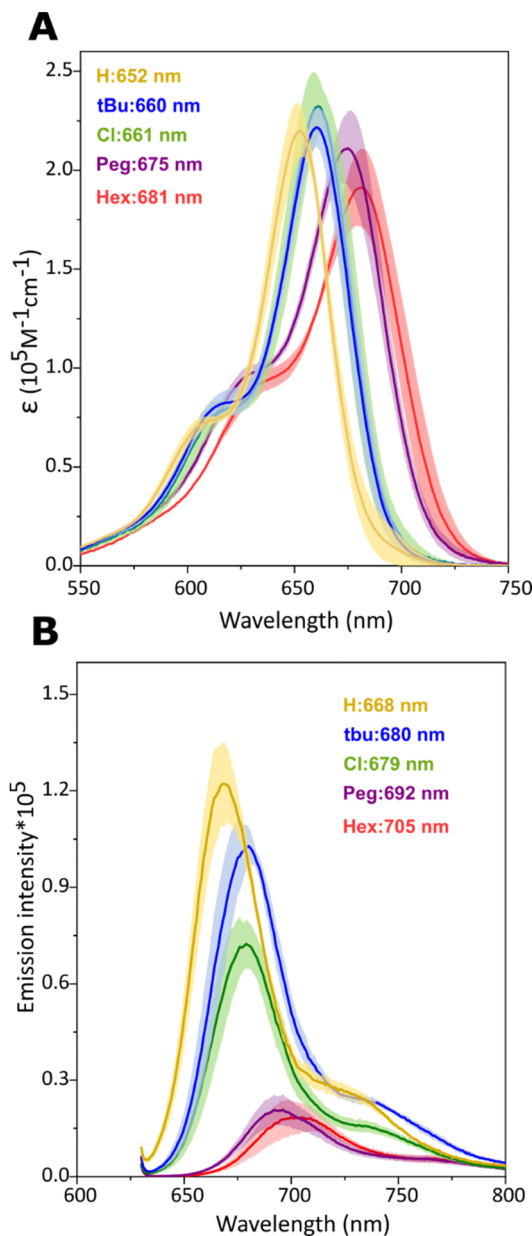 A
H:652 nm
tBu:660 nm
Cl:661 nm
Peg:675 nm
Hex:681 nm
2.5
2.0
1.5
1.0
0.5
0.0
ε (10⁵M⁻¹cm⁻¹)
550 600 650 700 750
Wavelength (nm)
B
H:668 nm
tbu:680 nm
Cl:679 nm
Peg:692 nm
Hex:705 nm
1.5
1.2
0.9
0.6
0.3
0.0
Emission intensity*10⁵
600 650 700 750 800
Wavelength (nm)